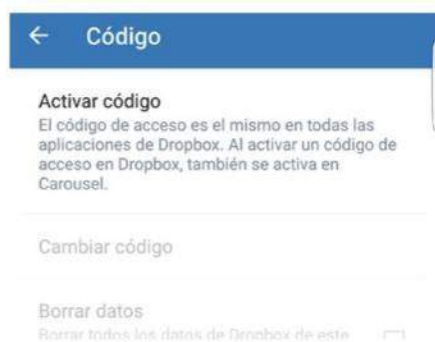 Código
Activar código
El código de acceso es el mismo en todas las
aplicaciones de Dropbox. Al activar un código de
acceso en Dropbox, también se activa en
Carousel.
Cambiar código
Borrar datos
Borrar todos los datos de Dropbox de este